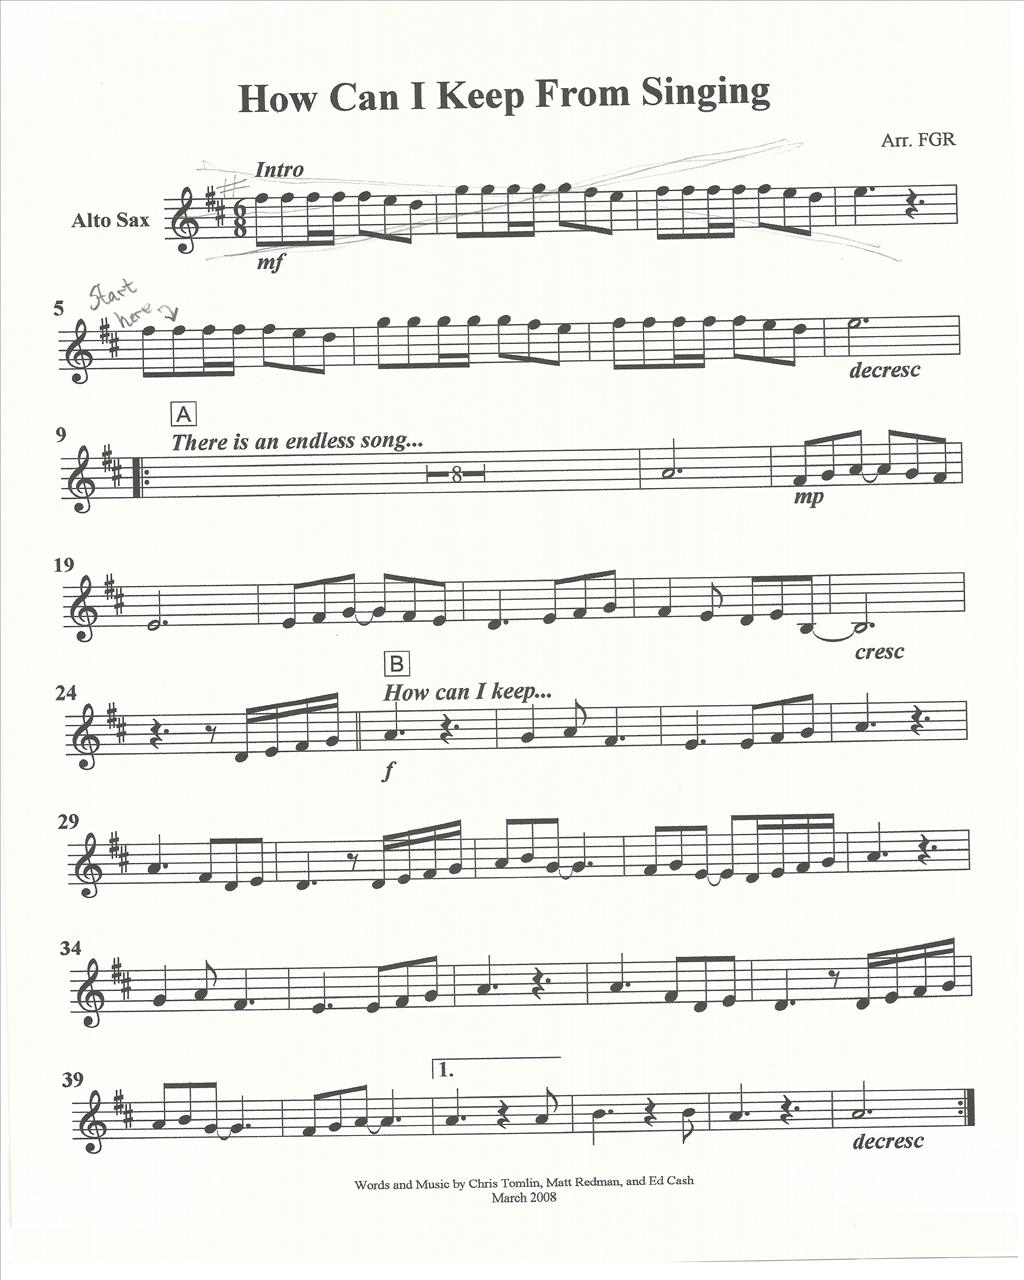 How Can I Keep From Singing
Arr. FGR
Intro
Alto Sax
6
8
mf
Start
here
5
decresc
A
There is an endless song...
9
8
mp
19
cresc
B
How can I keep...
24
f
29
34
1.
39
decresc
Words and Music by Chris Tomlin, Matt Redman, and Ed Cash
March 2008